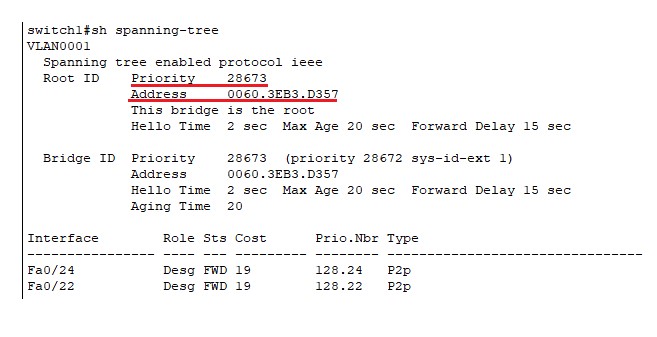 switch1#sh spanning-tree
VLAN0001
Spanning tree enabled protocol ieee
Root ID Priority 28673
Address 0060.3EB3.D357
This bridge is the root
Hello Time 2 sec Max Age 20 sec Forward Delay 15 sec
Bridge ID Priority 28673 (priority 28672 sys-id-ext 1)
Address 0060.3EB3.D357
Hello Time 2 sec Max Age 20 sec Forward Delay 15 sec
Aging Time 20
Interface Role Sts Cost Prio.Nbr Type
---------------- ---- --- --------- -------- --------------------------------
Fa0/24 Desg FWD 19 128.24 P2p
Fa0/22 Desg FWD 19 128.22 P2p